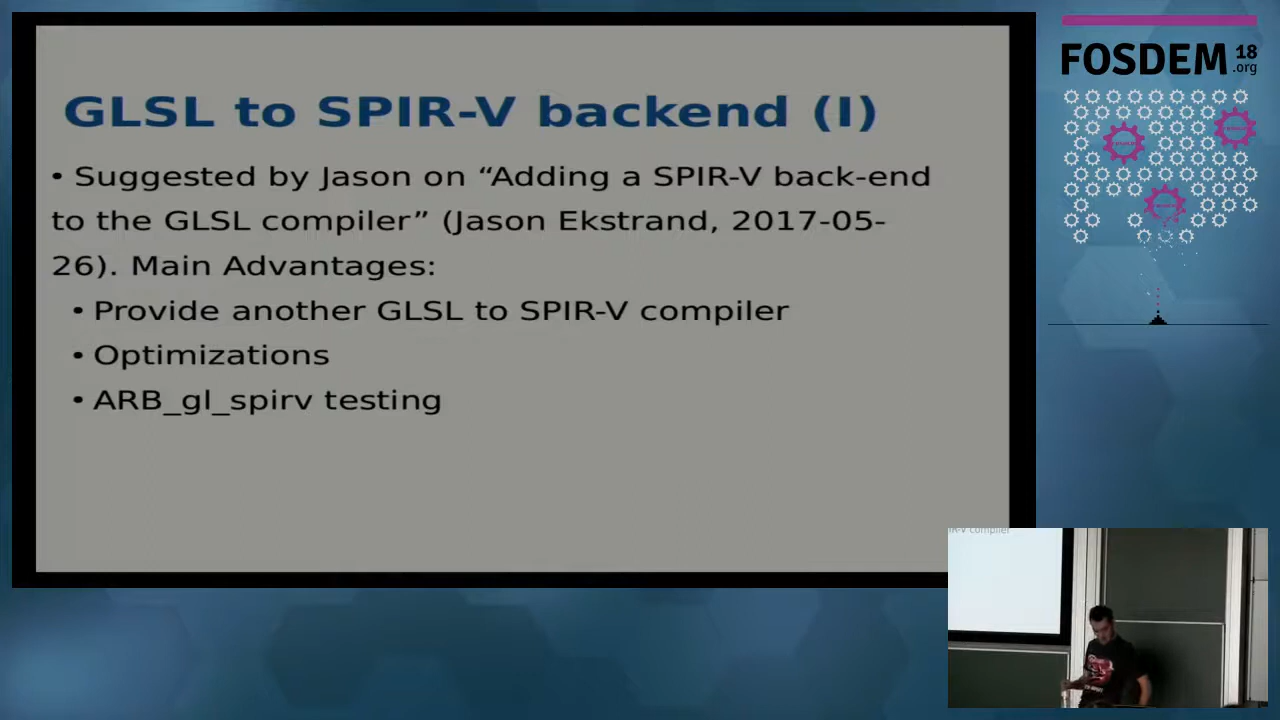 GLSL to SPIR-V backend (I)
• Suggested by Jason on “Adding a SPIR-V back-end
to the GLSL compiler” (Jason Ekstrand, 2017-05-
26). Main Advantages:
• Provide another GLSL to SPIR-V compiler
• Optimizations
• ARB_gl_spirv testing
FOSDEM 18
.org